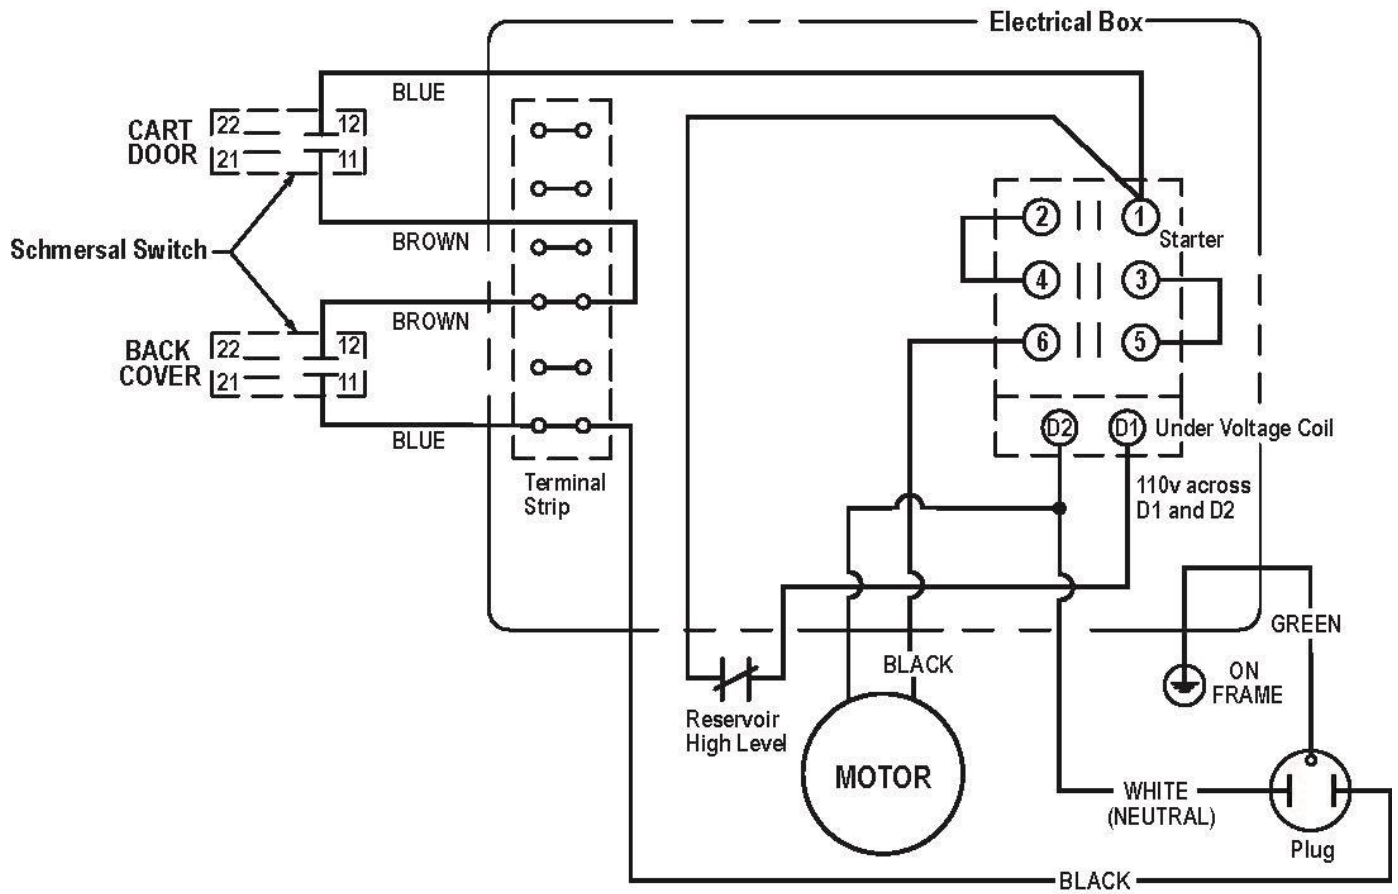 Electrical Box
BLUE
CART
DOOR
22
12
21
11
Schmersal Switch
BROWN
BROWN
BACK
COVER
22
12
21
11
BLUE
Terminal
Strip
2
1
Starter
4
3
6
5
D2
D1
Under Voltage Coil
110v across
D1 and D2
GREEN
ON
FRAME
BLACK
Reservoir
High Level
MOTOR
WHITE
(NEUTRAL)
Plug
BLACK